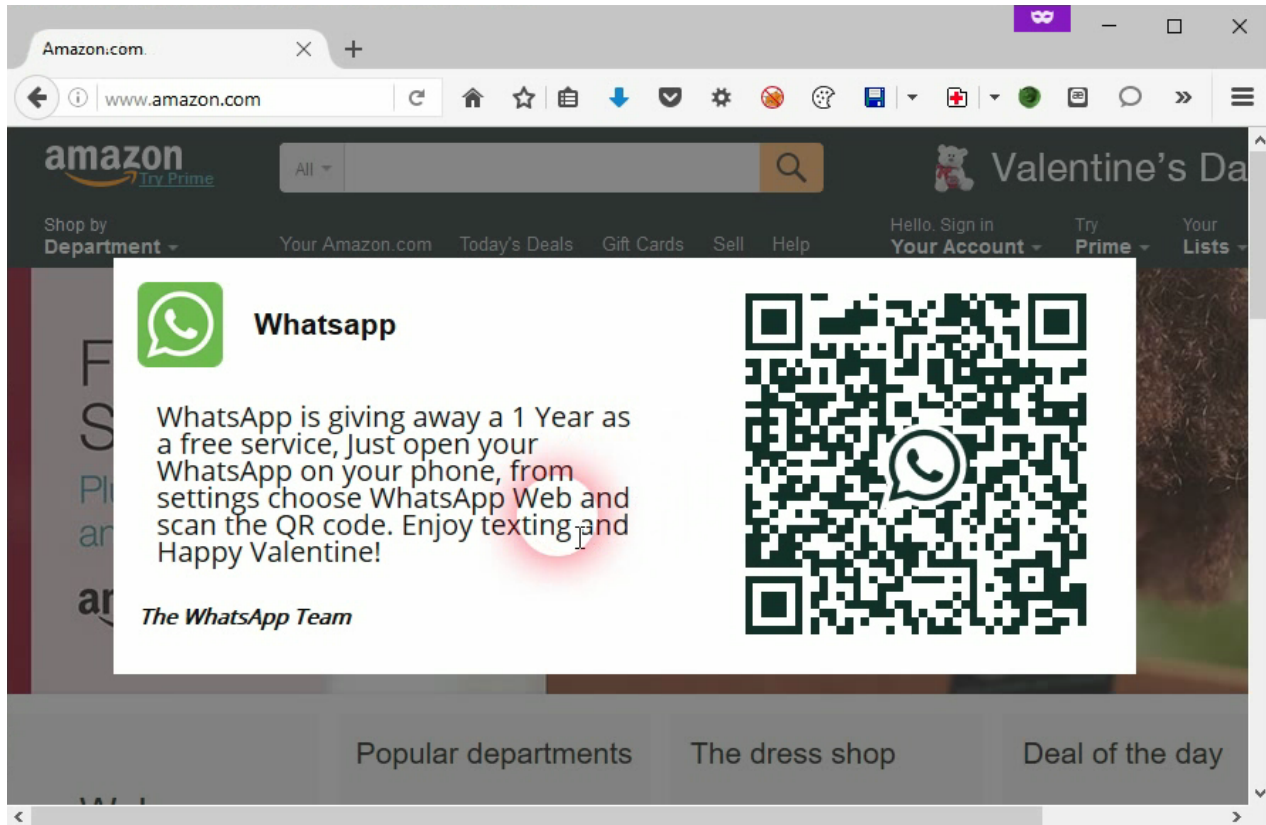 Amazon.com
www.amazon.com
amazon
Try Prime
All
Valentine's Da
Shop by
Department
Your Amazon.com Today's Deals Gift Cards Sell Help
Hello. Sign in
Your Account
Try
Prime
Your
Lists
F
S
Pl
an
Whatsapp
WhatsApp is giving away a 1 Year as
a free service, Just open your
WhatsApp on your phone, from
settings choose WhatsApp Web and
scan the QR code. Enjoy texting and
Happy Valentine!
The WhatsApp Team
Popular departments
The dress shop
Deal of the day